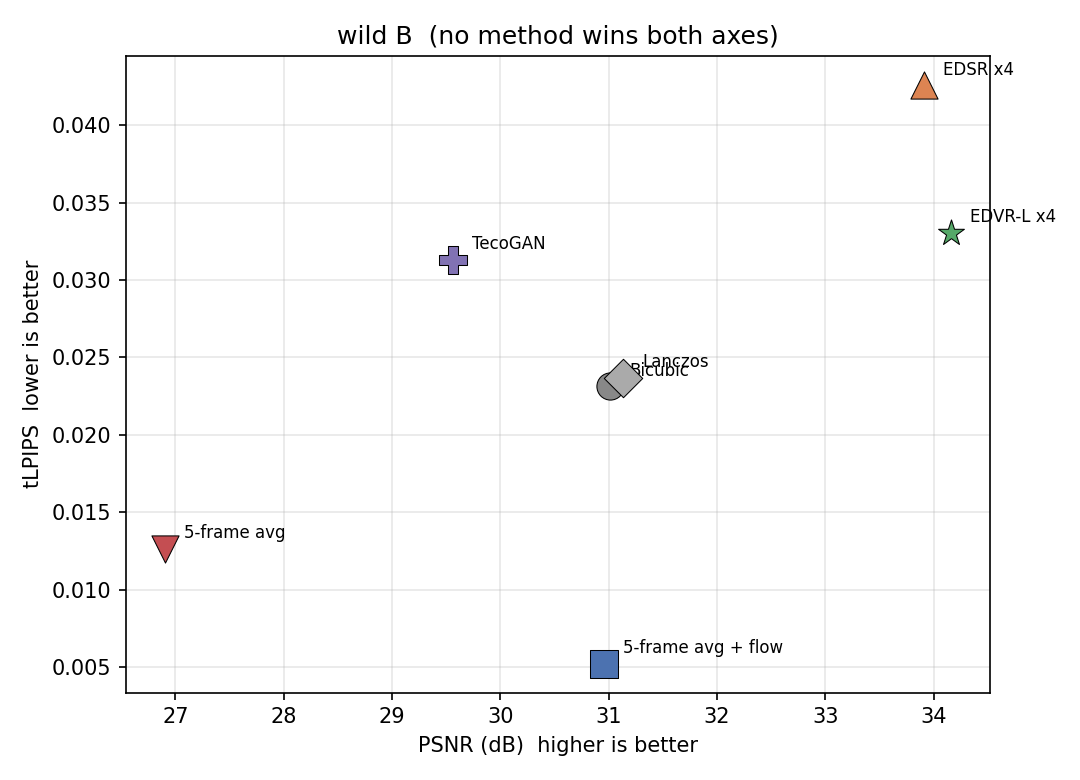 wild B  (no method wins both axes)
EDSR x4
0.040
0.035
EDVR-L x4
TecoGAN
0.030
0.025
Lanczos
Bicubic
0.020
0.015
5-frame avg
0.010
5-frame avg + flow
0.005
tLPIPS  lower is better
27 28 29 30 31 32 33 34
PSNR (dB)  higher is better